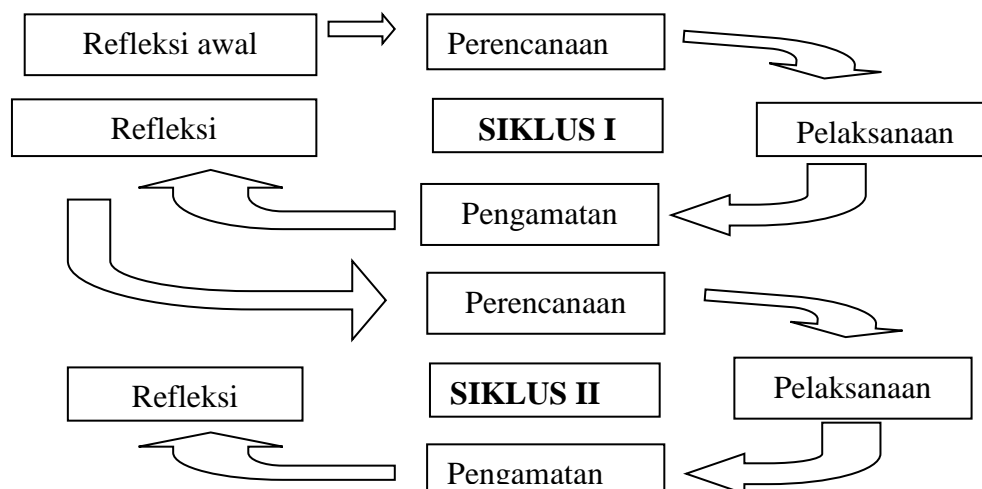 Refleksi awal
Perencanaan
Refleksi
SIKLUS I
Pelaksanaan
Pengamatan
Perencanaan
Refleksi
SIKLUS II
Pelaksanaan
Pengamatan